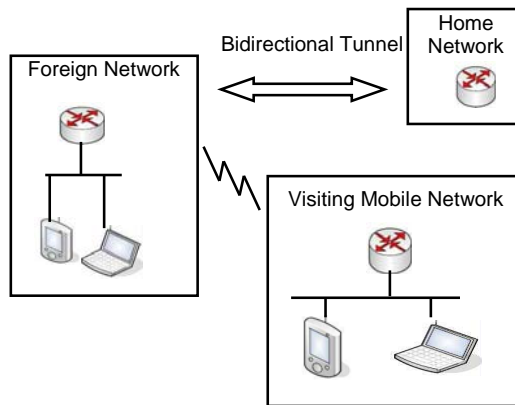 Home
Network
Bidirectional Tunnel
Foreign Network
Visiting Mobile Network